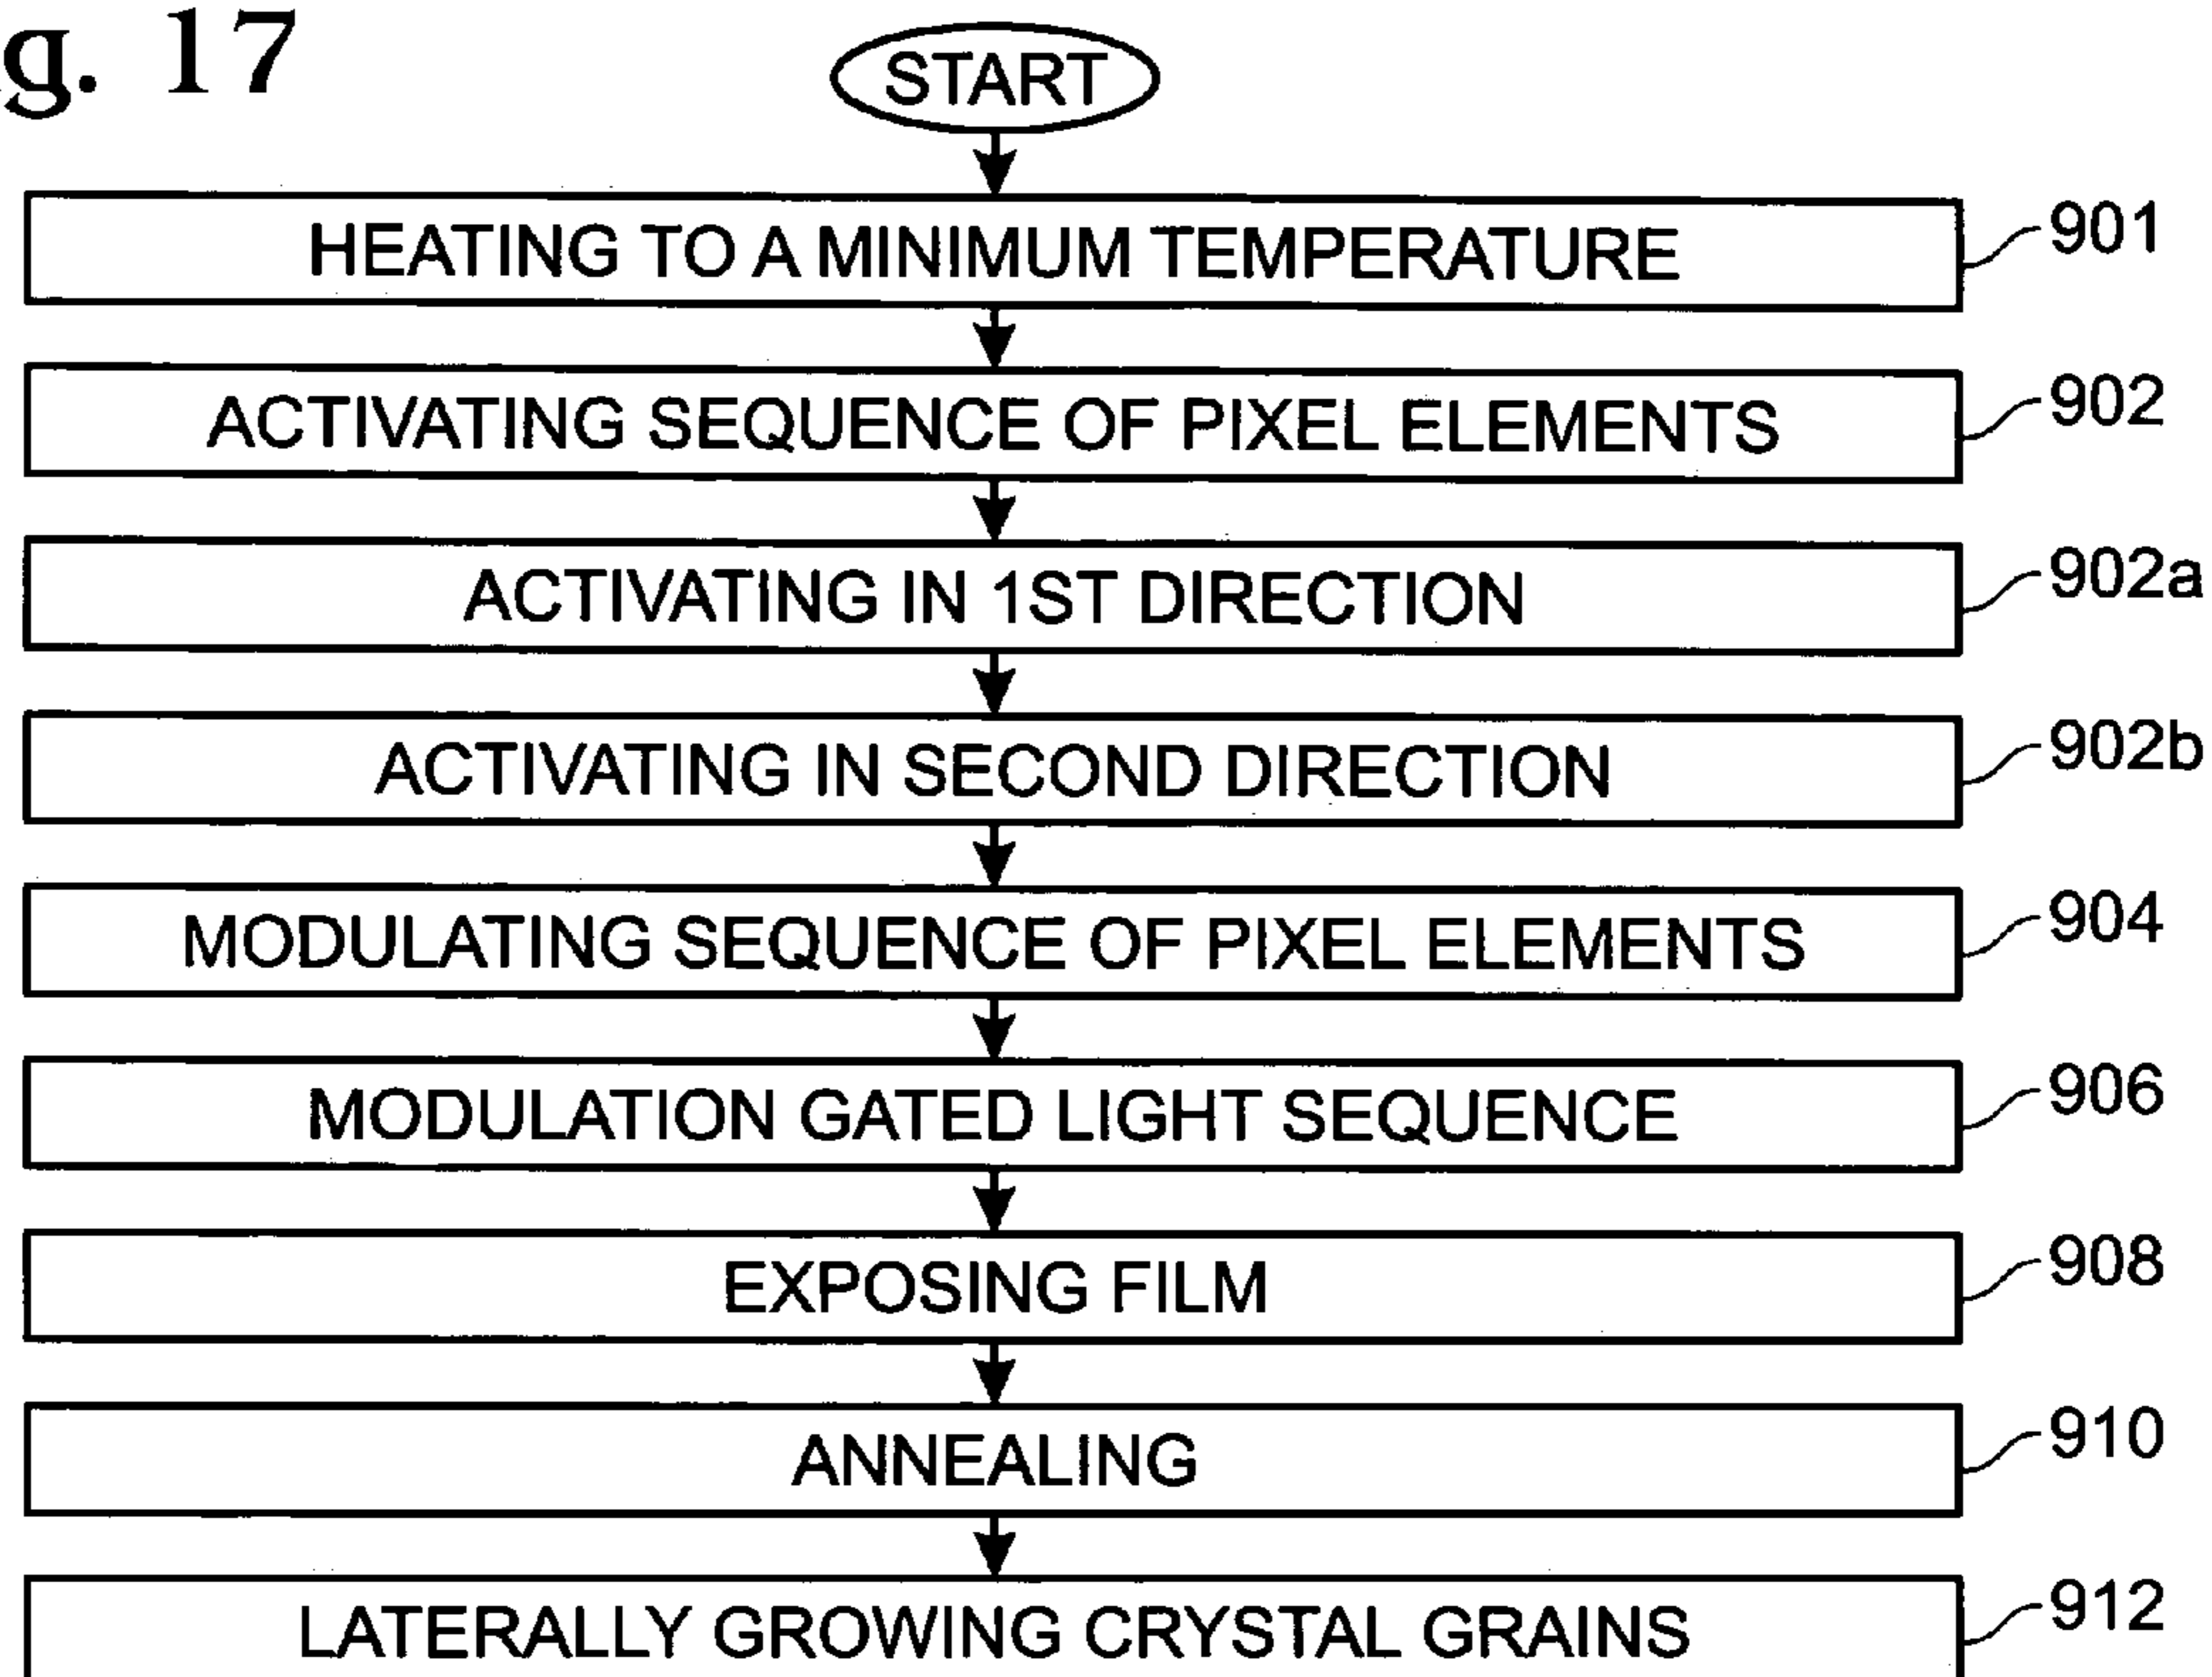 g. 17
START
HEATING TO A MINIMUM TEMPERATURE 901
ACTIVATING SEQUENCE OF PIXEL ELEMENTS 902
ACTIVATING IN 1ST DIRECTION 902a
ACTIVATING IN SECOND DIRECTION 902b
MODULATING SEQUENCE OF PIXEL ELEMENTS 904
MODULATION GATED LIGHT SEQUENCE 906
EXPOSING FILM 908
ANNEALING 910
LATERALLY GROWING CRYSTAL GRAINS 912